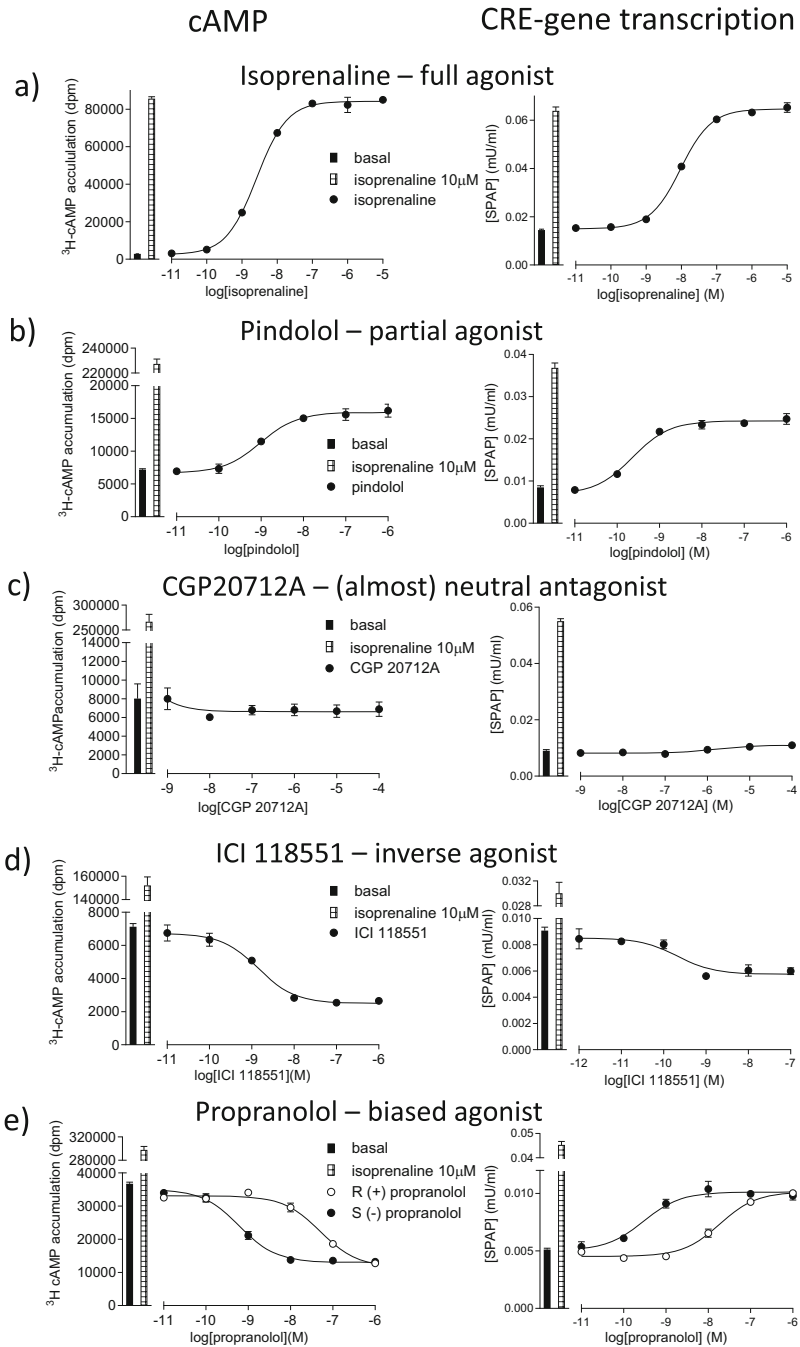 cAMP
CRE-gene transcription
a)
Isoprenaline – full agonist
³H-cAMP accululation (dpm)
80000
60000
40000
20000
0
basal
isoprenaline 10µM
isoprenaline
-11 -10 -9 -8 -7 -6 -5
log[isoprenaline]
[SPAP] (mU/ml)
0.06
0.04
0.02
0.00
-11 -10 -9 -8 -7 -6 -5
log[isoprenaline] (M)
b)
Pindolol – partial agonist
³H-cAMP accumulation (dpm)
240000
220000
20000
15000
10000
5000
0
basal
isoprenaline 10µM
pindolol
-11 -10 -9 -8 -7 -6
log[pindolol]
[SPAP] (mU/ml)
0.04
0.03
0.02
0.01
0.00
-11 -10 -9 -8 -7 -6
log[pindolol] (M)
c)
CGP20712A – (almost) neutral antagonist
³H-cAMPaccumulation (dpm)
300000
250000
14000
12000
10000
8000
6000
4000
2000
0
basal
isoprenaline 10µM
CGP 20712A
-9 -8 -7 -6 -5 -4
log[CGP 20712A]
[SPAP] (mU/ml)
0.06
0.04
0.02
0.00
-9 -8 -7 -6 -5 -4
log[CGP 20712A] (M)
d)
ICI 118551 – inverse agonist
³H-cAMP accumulation (dpm)
160000
140000
8000
6000
4000
2000
0
basal
isoprenaline 10µM
ICI 118551
-11 -10 -9 -8 -7 -6
log[ICI 118551](M)
[SPAP] (mU/ml)
0.032
0.028
0.010
0.008
0.006
0.004
0.002
0.000
-12 -11 -10 -9 -8 -7
log[ICI 118551] (M)
e)
Propranolol – biased agonist
³H cAMP accumulation (dpm)
320000
280000
40000
30000
20000
10000
0
basal
isoprenaline 10µM
R (+) propranolol
S (-) propranolol
-11 -10 -9 -8 -7 -6
log[propranolol](M)
[SPAP] (mU/ml)
0.05
0.04
0.010
0.005
0.000
-11 -10 -9 -8 -7 -6
log[propranolol] (M)